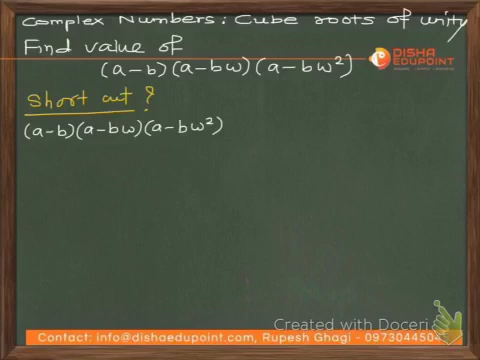 Complex Numbers: Cube roots of unity
Find value of
(a-b)(a-bω)(a-bω²)
DISHA
EDUPOINT
Short cut ?
(a-b)(a-bω)(a-bω²)
Created with Doceri
Contact: info@dishaedupoint.com, Rupesh Ghagi - 0973044504